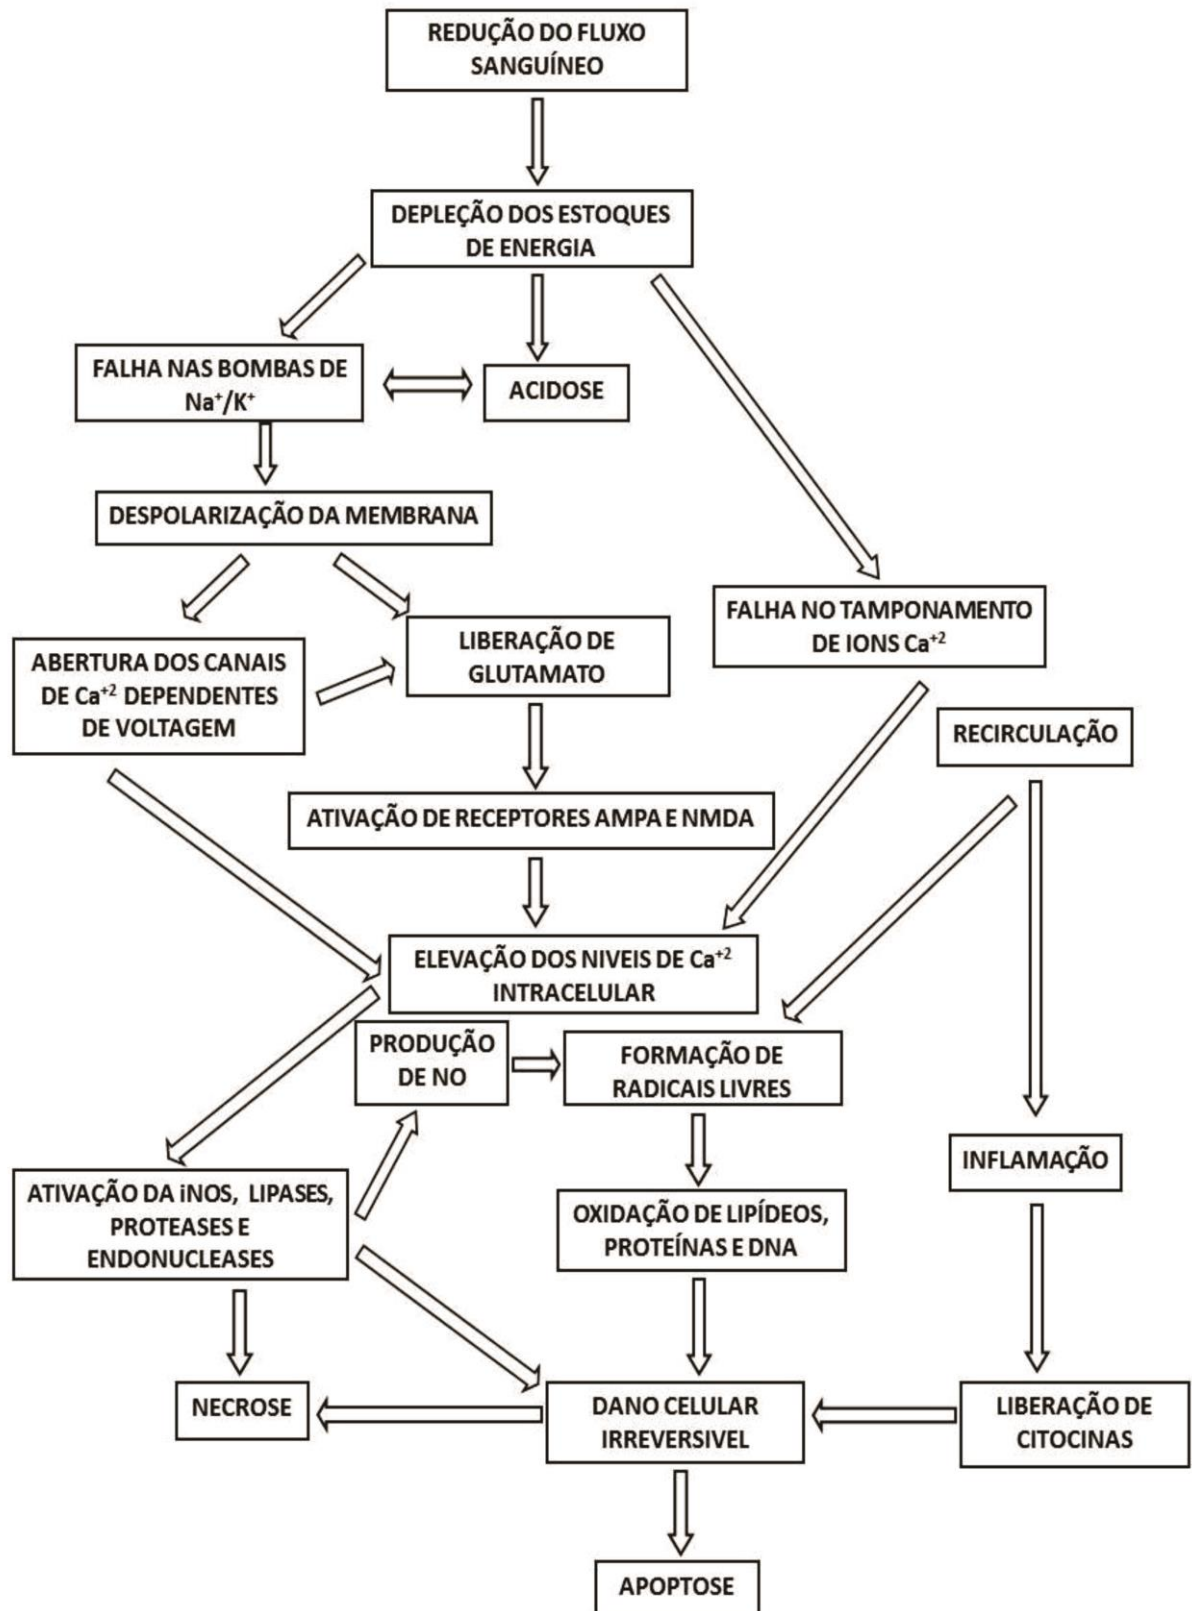 REDUÇÃO DO FLUXO
SANGUÍNEO
DEPLEÇÃO DOS ESTOQUES
DE ENERGIA
FALHA NAS BOMBAS DE
Na⁺/K⁺
ACIDOSE
DESPOLARIZAÇÃO DA MEMBRANA
FALHA NO TAMPONAMENTO
DE IONS Ca⁺²
LIBERAÇÃO DE
GLUTAMATO
ABERTURA DOS CANAIS
DE Ca⁺² DEPENDENTES
DE VOLTAGEM
RECIRCULAÇÃO
ATIVAÇÃO DE RECEPTORES AMPA E NMDA
ELEVAÇÃO DOS NIVEIS DE Ca⁺²
INTRACELULAR
PRODUÇÃO
DE NO
FORMAÇÃO DE
RADICAIS LIVRES
INFLAMAÇÃO
ATIVAÇÃO DA iNOS, LIPASES,
PROTEASES E
ENDONUCLEASES
OXIDAÇÃO DE LIPÍDEOS,
PROTEÍNAS E DNA
NECROSE
DANO CELULAR
IRREVERSIVEL
LIBERAÇÃO DE
CITOCINAS
APOPTOSE